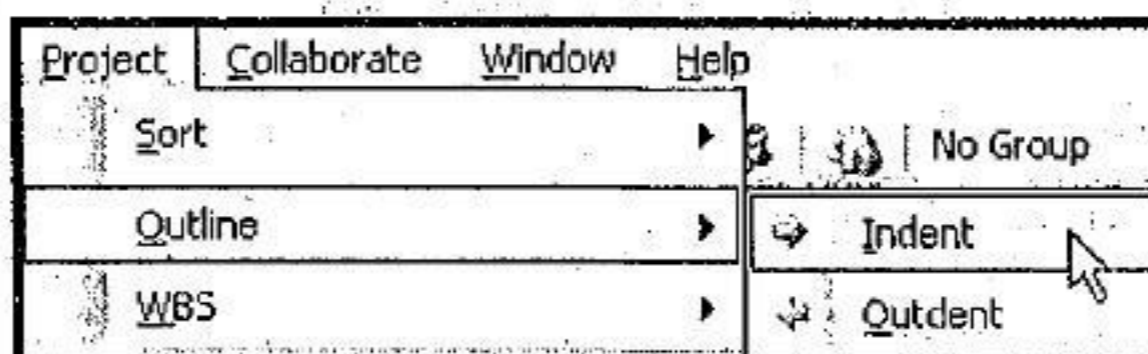 Project Collaborate Window Help
Sort
No Group
Outline
Indent
WBS
Outdent